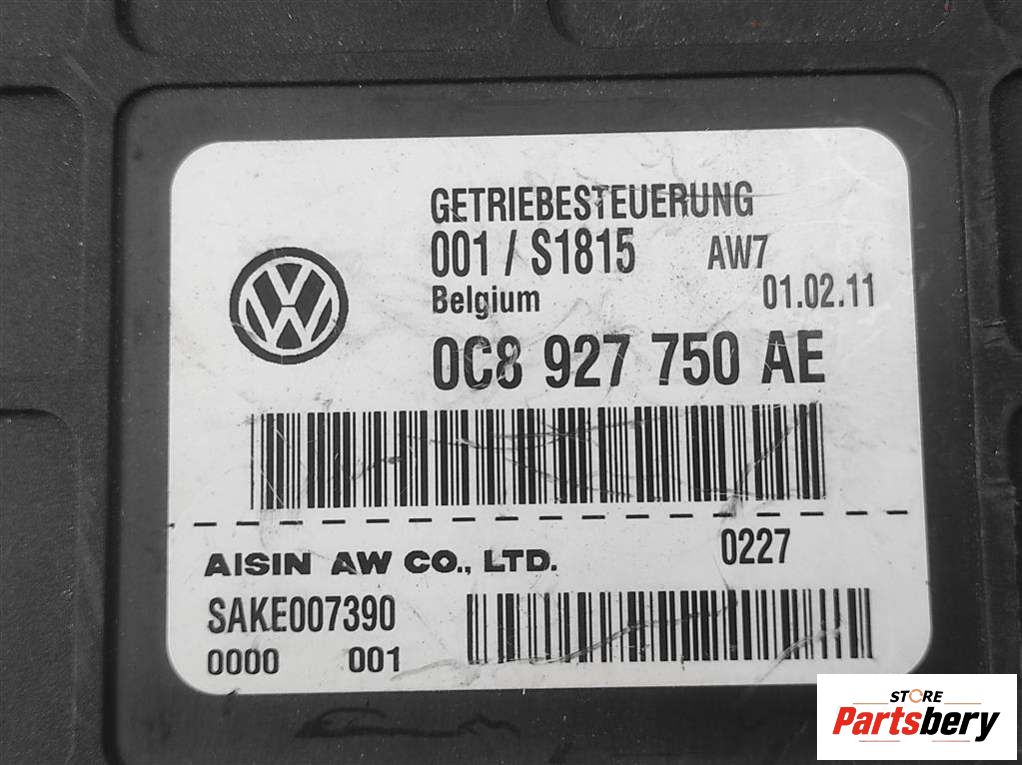 GETRIEBESTEUERUNG
001 / S1815 AW7
Belgium 01.02.11
0C8 927 750 AE
AISIN AW CO., LTD. 0227
SAKE007390
0000 001
STORE
Partsbery